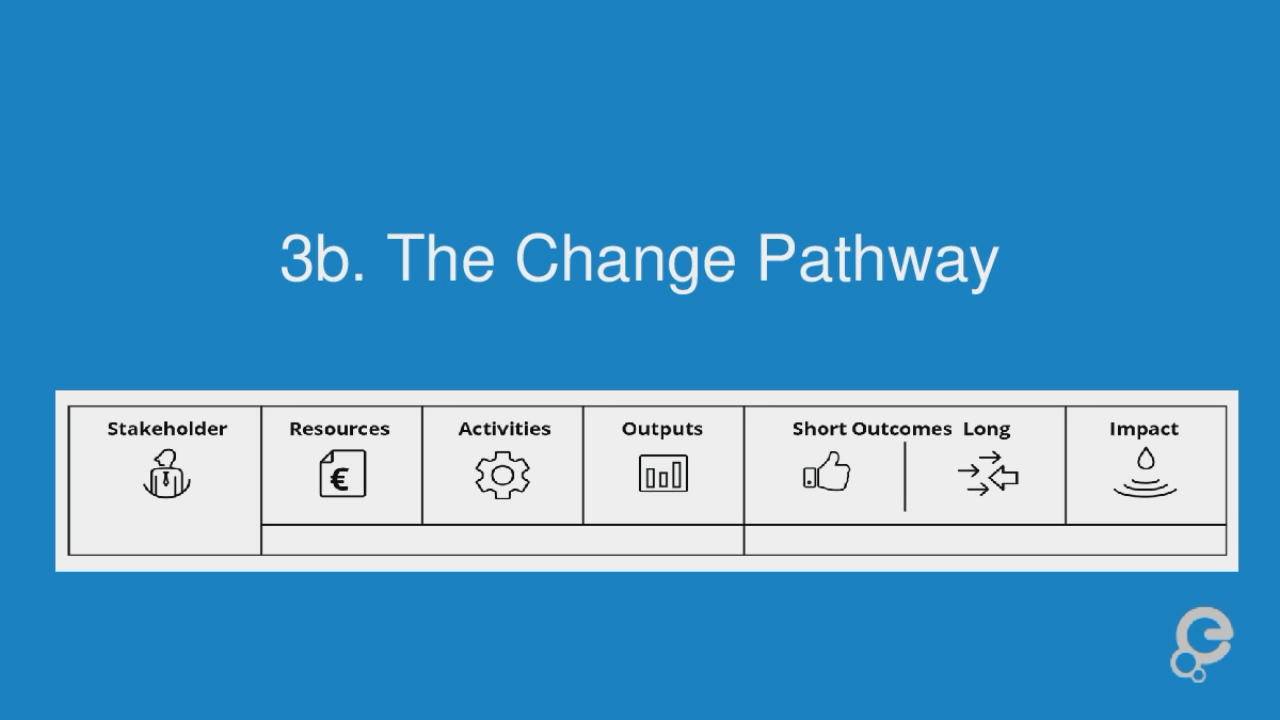 3b. The Change Pathway
Stakeholder Resources Activities Outputs Short Outcomes Long Impact
€